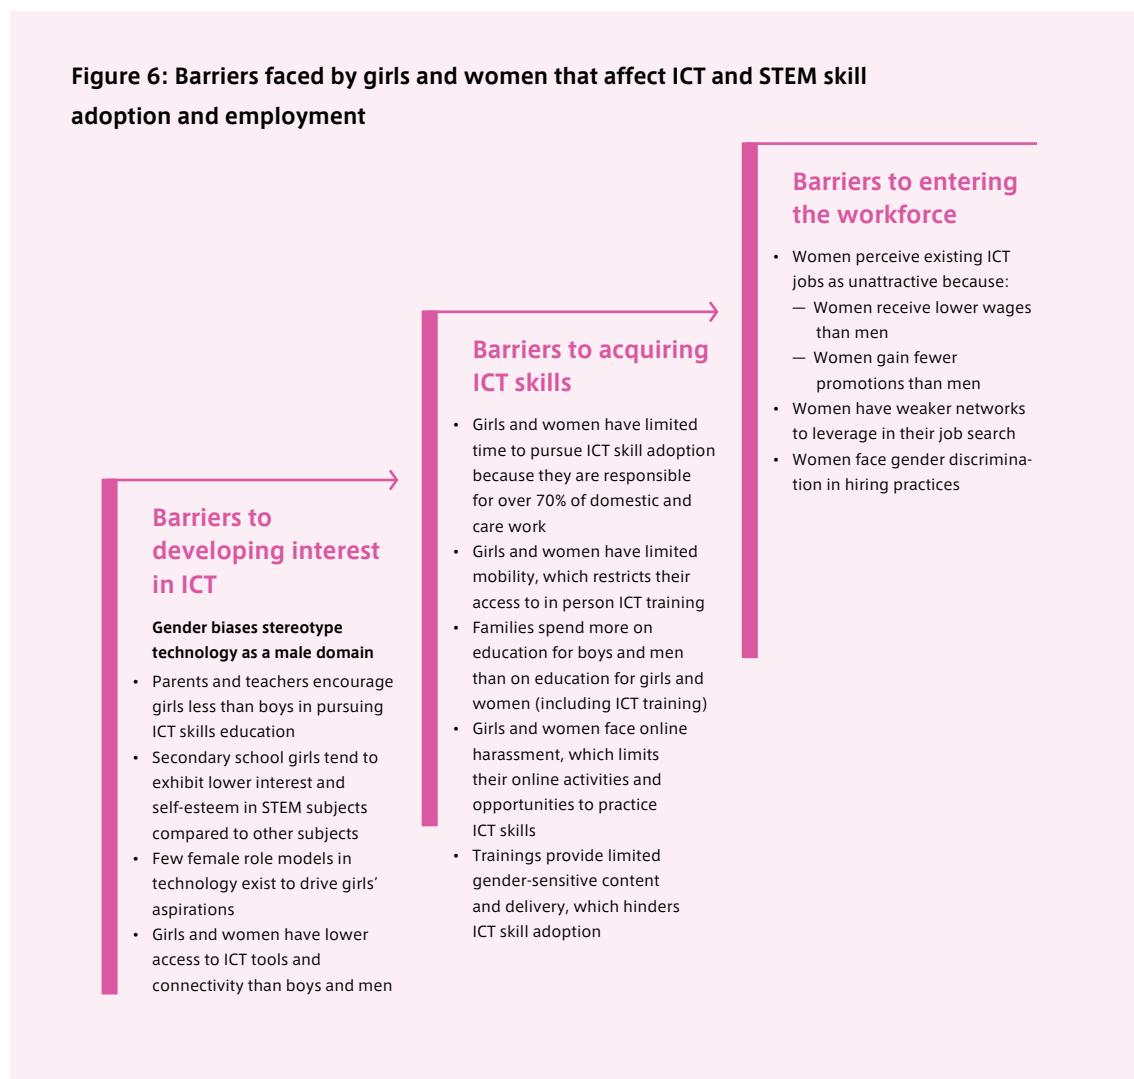 Figure 6: Barriers faced by girls and women that affect ICT and STEM skill
adoption and employment
Barriers to
developing interest
in ICT
Gender biases stereotype
technology as a male domain
• Parents and teachers encourage
girls less than boys in pursuing
ICT skills education
• Secondary school girls tend to
exhibit lower interest and
self-esteem in STEM subjects
compared to other subjects
• Few female role models in
technology exist to drive girls’
aspirations
• Girls and women have lower
access to ICT tools and
connectivity than boys and men
Barriers to acquiring
ICT skills
• Girls and women have limited
time to pursue ICT skill adoption
because they are responsible
for over 70% of domestic and
care work
• Girls and women have limited
mobility, which restricts their
access to in person ICT training
• Families spend more on
education for boys and men
than on education for girls and
women (including ICT training)
• Girls and women face online
harassment, which limits
their online activities and
opportunities to practice
ICT skills
• Trainings provide limited
gender-sensitive content
and delivery, which hinders
ICT skill adoption
Barriers to entering
the workforce
• Women perceive existing ICT
jobs as unattractive because:
— Women receive lower wages
than men
— Women gain fewer
promotions than men
• Women have weaker networks
to leverage in their job search
• Women face gender discrimina-
tion in hiring practices